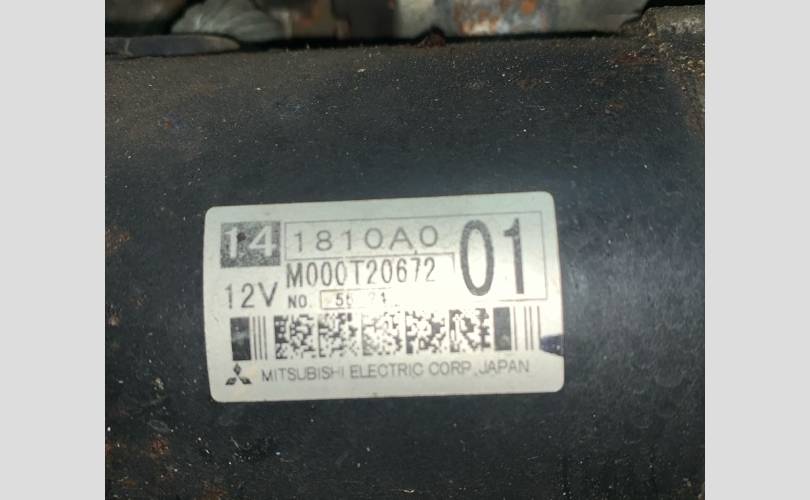 14 1810A0 01
M000T20672
12V NO.
MITSUBISHI ELECTRIC CORP. JAPAN